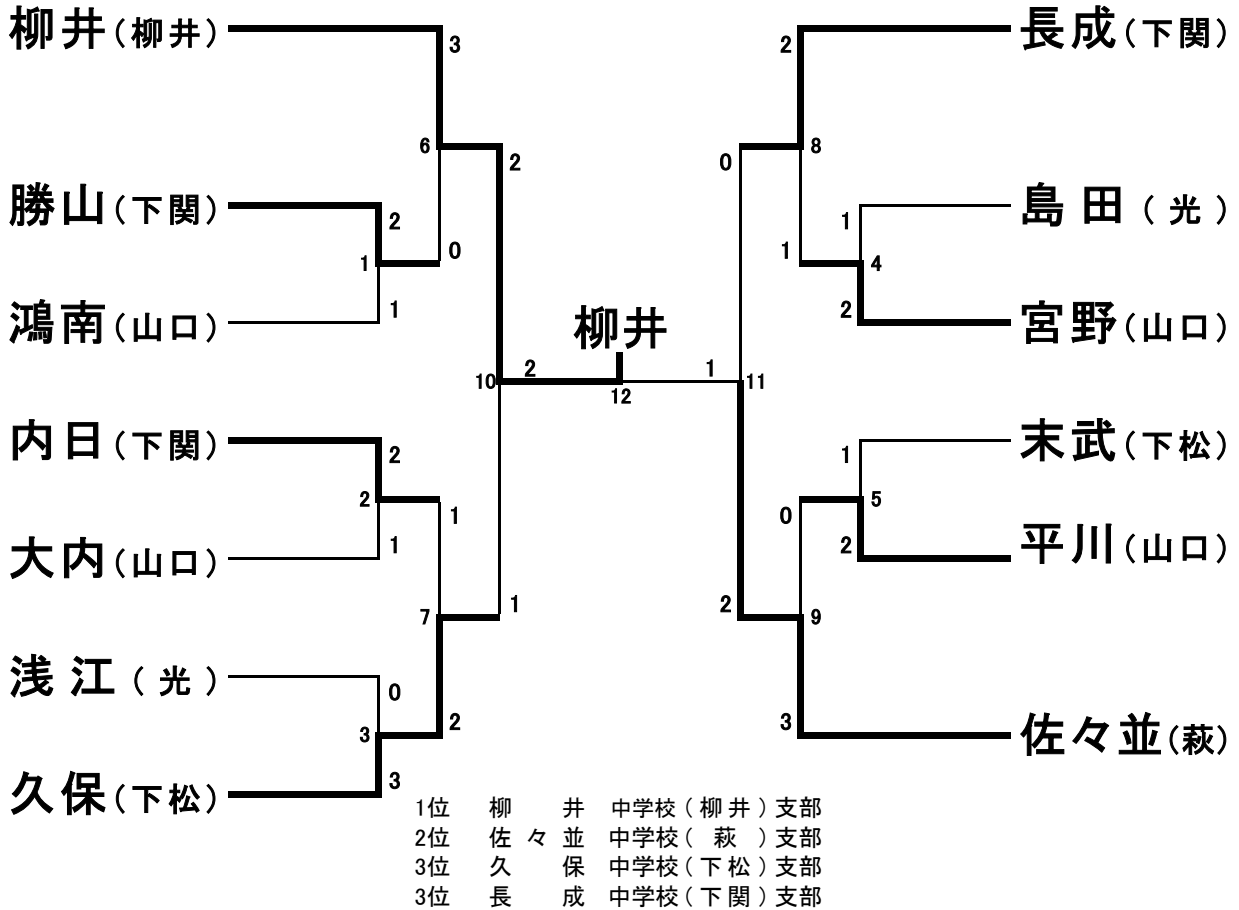 柳井(柳井)
3
6
2
勝山(下関)
2
1
0
鴻南(山口)
1
内日(下関)
2
2
1
大内(山口)
1
7
1
浅江(光)
0
3
2
久保(下松)
3
10
2
柳井
12
1
11
長成(下関)
2
0
8
島田(光)
1
1
4
宮野(山口)
2
末武(下松)
1
0
5
平川(山口)
2
2
9
佐々並(萩)
3
1位 柳 井 中学校(柳井)支部
2位 佐々並 中学校(萩)支部
3位 久 保 中学校(下松)支部
3位 長 成 中学校(下関)支部